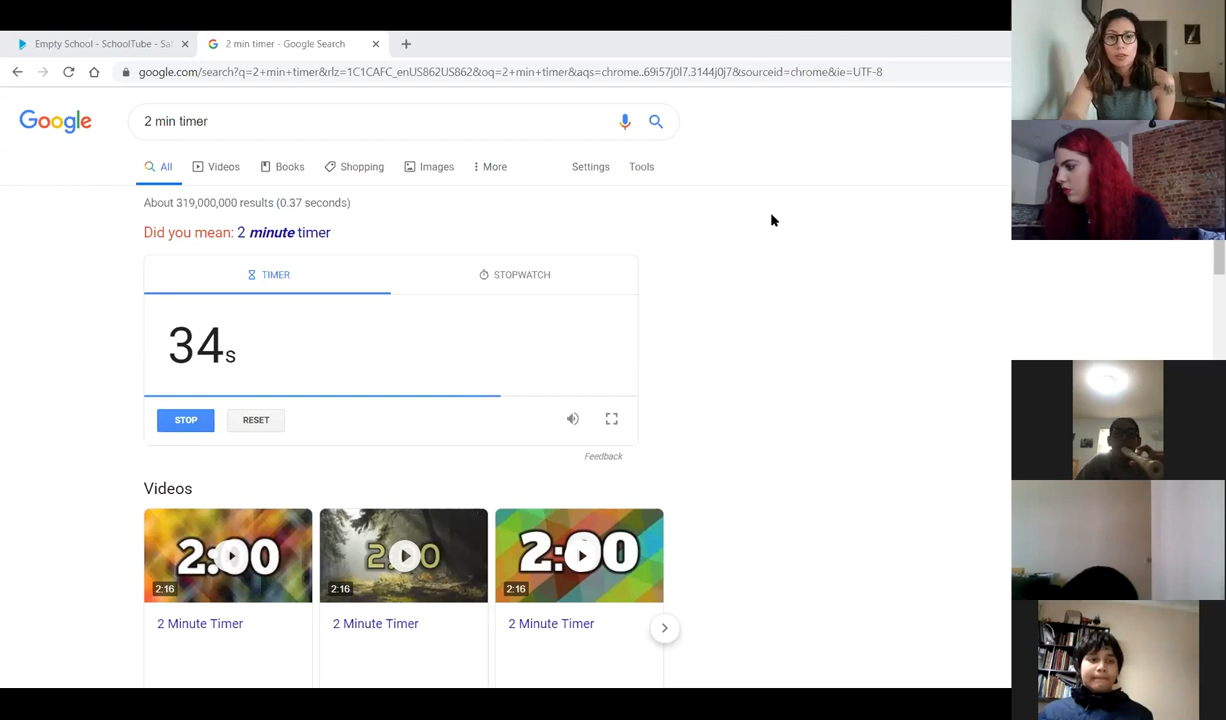 Empty School - SchoolTube - Sa
2 min timer - Google Search
google.com/search?q=2+min+timer&rlz=1C1CAFC_enUS862US862&oq=2+min+timer&aqs=chrome..69i57j0l7.3144j0j7&sourceid=chrome&ie=UTF-8
Google
2 min timer
All
Videos
Books
Shopping
Images
More
Settings
Tools
About 319,000,000 results (0.37 seconds)
Did you mean: 2 minute timer
TIMER
STOPWATCH
34s
STOP
RESET
Feedback
Videos
2:00
2:16
2:00
2:16
2:00
2:16
2 Minute Timer
2 Minute Timer
2 Minute Timer